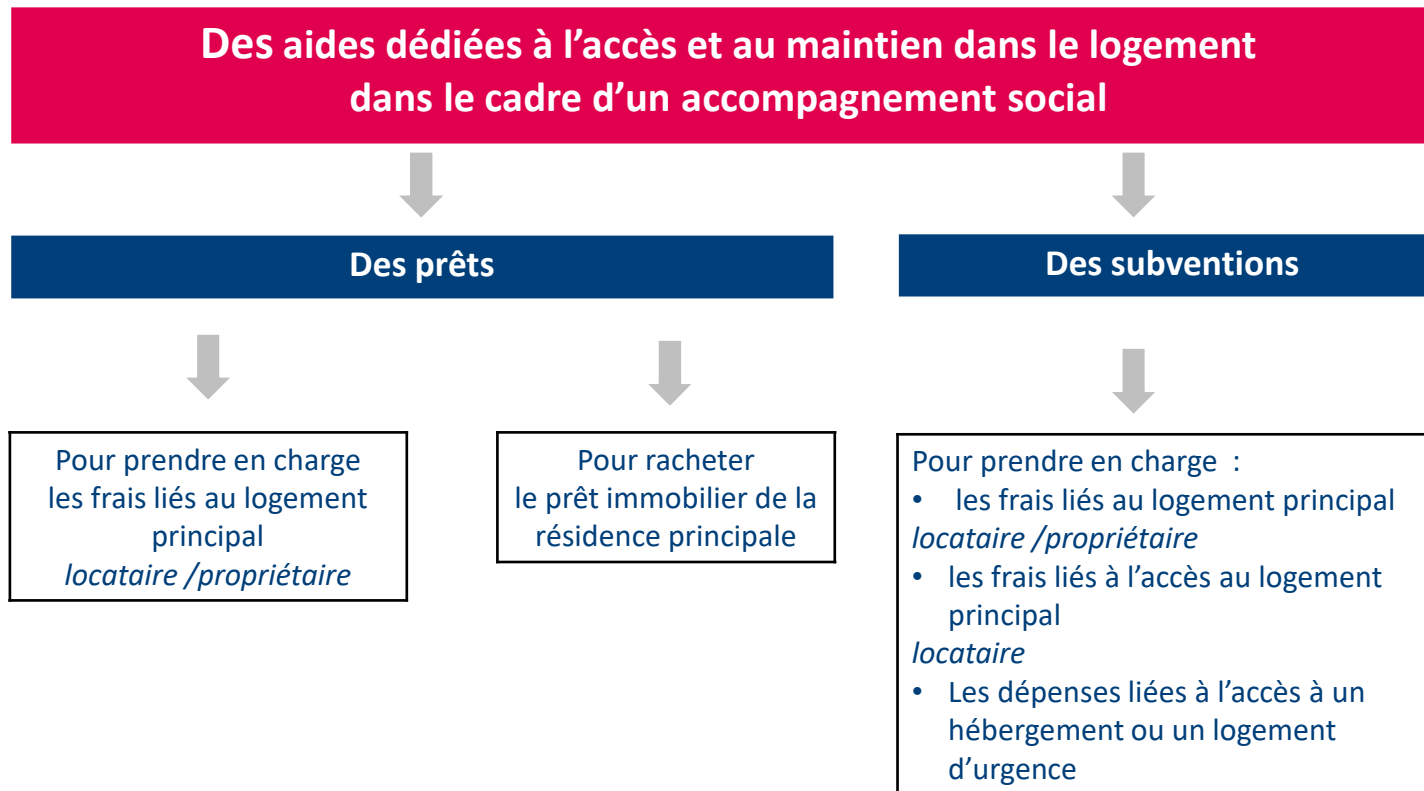 Des aides dédiées à l’accès et au maintien dans le logement
dans le cadre d’un accompagnement social
Des prêts
Des subventions
Pour prendre en charge
les frais liés au logement
principal
locataire /propriétaire
Pour racheter
le prêt immobilier de la
résidence principale
Pour prendre en charge :
• les frais liés au logement principal
locataire /propriétaire
• les frais liés à l’accès au logement
principal
locataire
• Les dépenses liées à l’accès à un
hébergement ou un logement
d’urgence